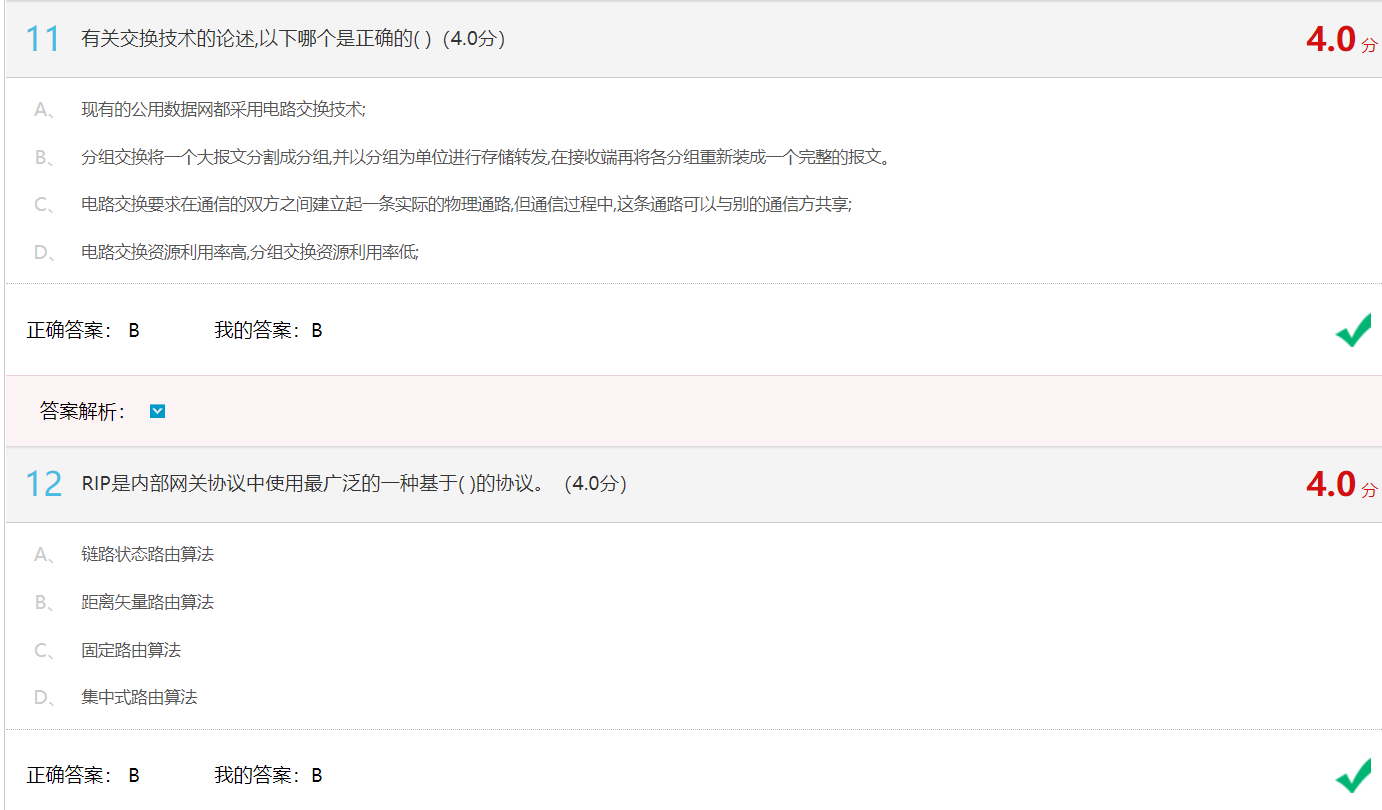 11 有关交换技术的论述,以下哪个是正确的( )（4.0分） 4.0 分
A、 现有的公用数据网都采用电路交换技术;
B、 分组交换将一个大报文分割成分组,并以分组为单位进行存储转发,在接收端再将各分组重新装成一个完整的报文。
C、 电路交换要求在通信的双方之间建立起一条实际的物理通路,但通信过程中,这条通路可以与别的通信方共享;
D、 电路交换资源利用率高,分组交换资源利用率低;
正确答案： B 我的答案：B
答案解析：
12 RIP是内部网关协议中使用最广泛的一种基于( )的协议。（4.0分） 4.0 分
A、 链路状态路由算法
B、 距离矢量路由算法
C、 固定路由算法
D、 集中式路由算法
正确答案： B 我的答案：B